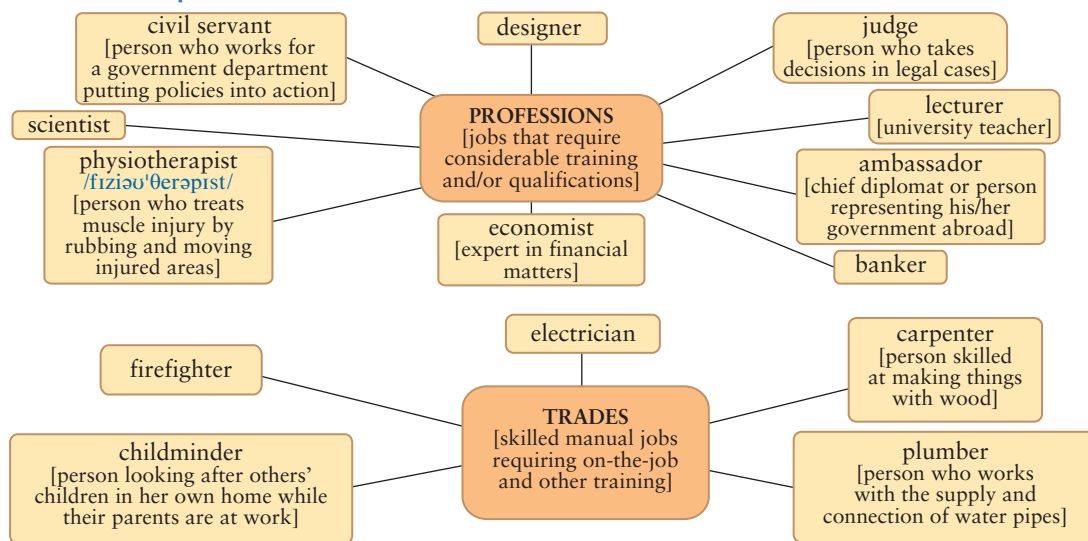 civil servant
[person who works for
a government department
putting policies into action]
designer
judge
[person who takes
decisions in legal cases]
PROFESSIONS
[jobs that require
considerable training
and/or qualifications]
scientist
lecturer
[university teacher]
physiotherapist
/fɪziəʊˈθerəpɪst/
[person who treats
muscle injury by
rubbing and moving
injured areas]
ambassador
[chief diplomat or person
representing his/her
government abroad]
economist
[expert in financial
matters]
banker
electrician
carpenter
[person skilled
at making things
with wood]
firefighter
TRADES
[skilled manual jobs
requiring on-the-job
and other training]
childminder
[person looking after others'
children in her own home while
their parents are at work]
plumber
[person who works
with the supply and
connection of water pipes]